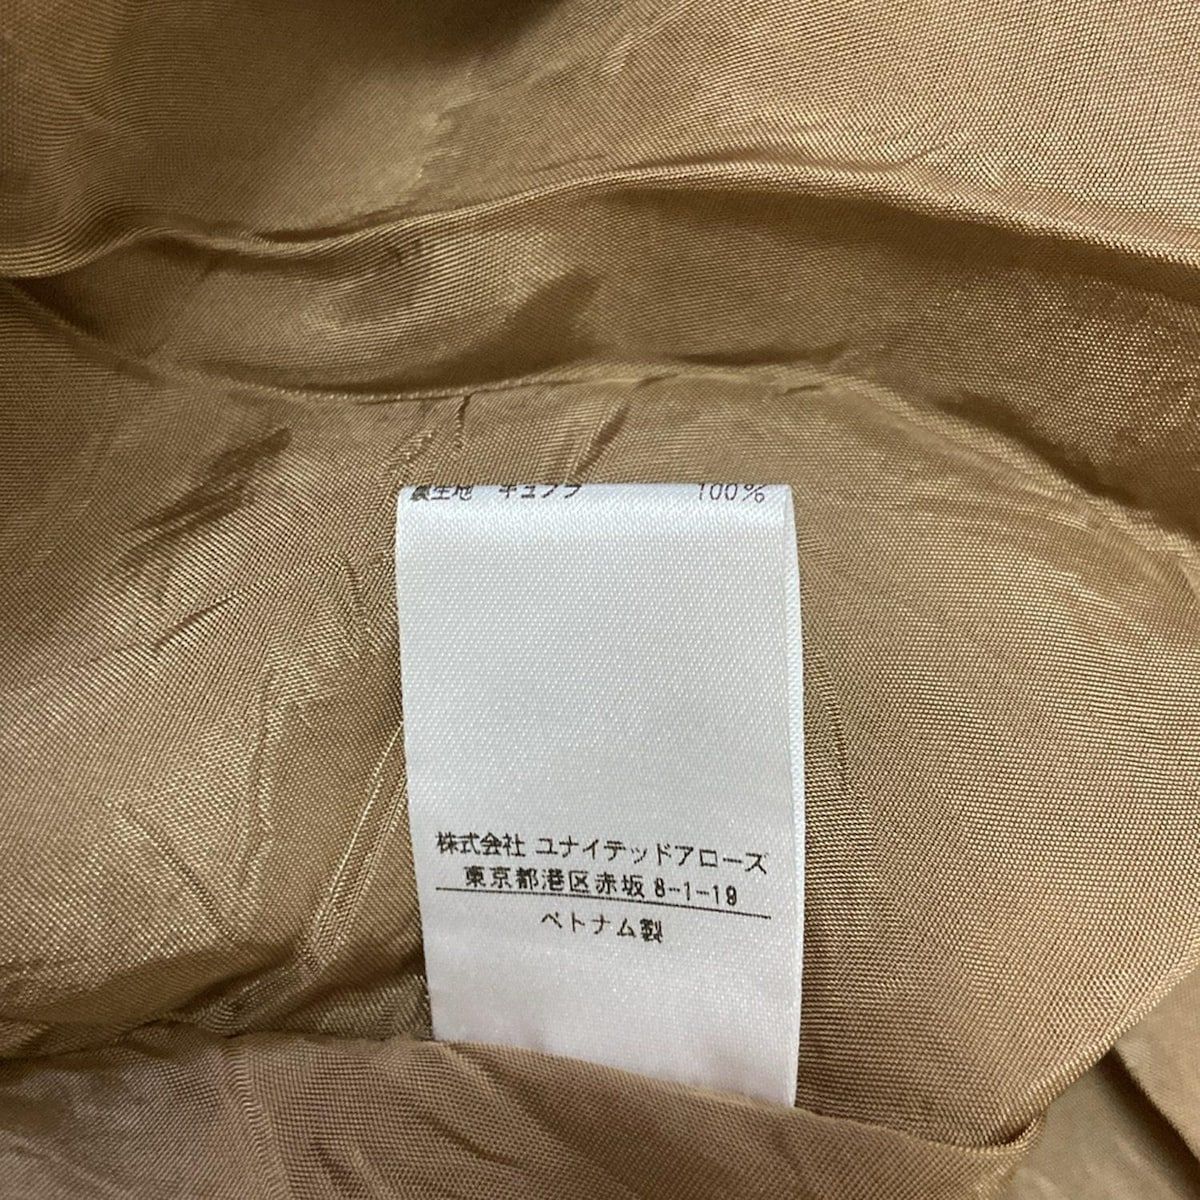 裏生地 キュプラ 100%
株式会社 ユナイテッドアローズ
東京都港区赤坂 8-1-19
ベトナム製